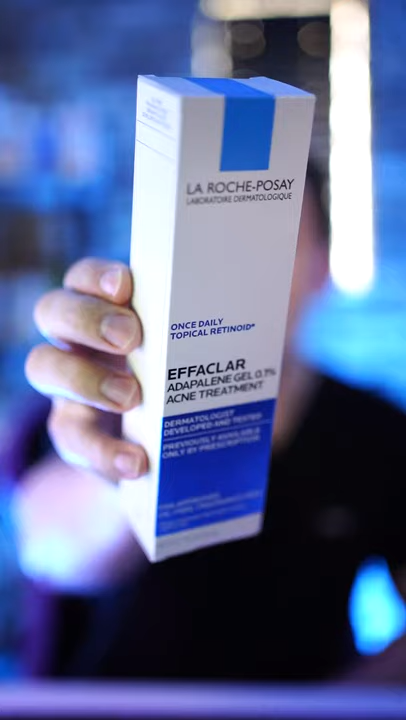 LA ROCHE-POSAY
LABORATOIRE DERMATOLOGIQUE
ONCE DAILY
TOPICAL RETINOID*
EFFACLAR
ADAPALENE GEL 0.1%
ACNE TREATMENT
DERMATOLOGIST
DEVELOPED AND TESTED
PREVIOUSLY AVAILABLE
ONLY BY PRESCRIPTION